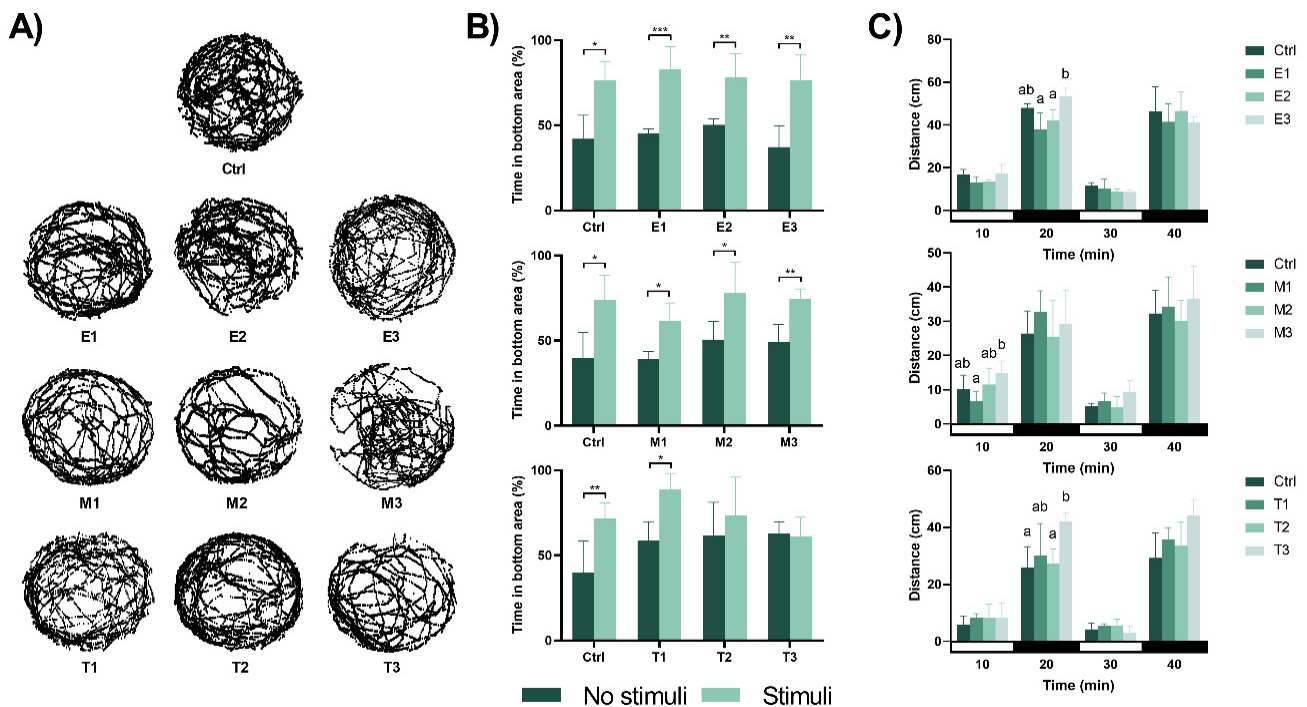 A)
Ctrl
E1 E2 E3
M1 M2 M3
T1 T2 T3
B)
Time in bottom area (%)
100
50
0
* *** ** **
Ctrl E1 E2 E3
Time in bottom area (%)
100
50
0
* * * **
Ctrl M1 M2 M3
Time in bottom area (%)
100
50
0
** *
Ctrl T1 T2 T3
No stimuli Stimuli
C)
Distance (cm)
80
60
40
20
0
ab a a b
10 20 30 40
Time (min)
Ctrl
E1
E2
E3
Distance (cm)
50
40
30
20
10
0
ab a ab b
10 20 30 40
Time (min)
Ctrl
M1
M2
M3
Distance (cm)
60
40
20
0
a ab a b
10 20 30 40
Time (min)
Ctrl
T1
T2
T3